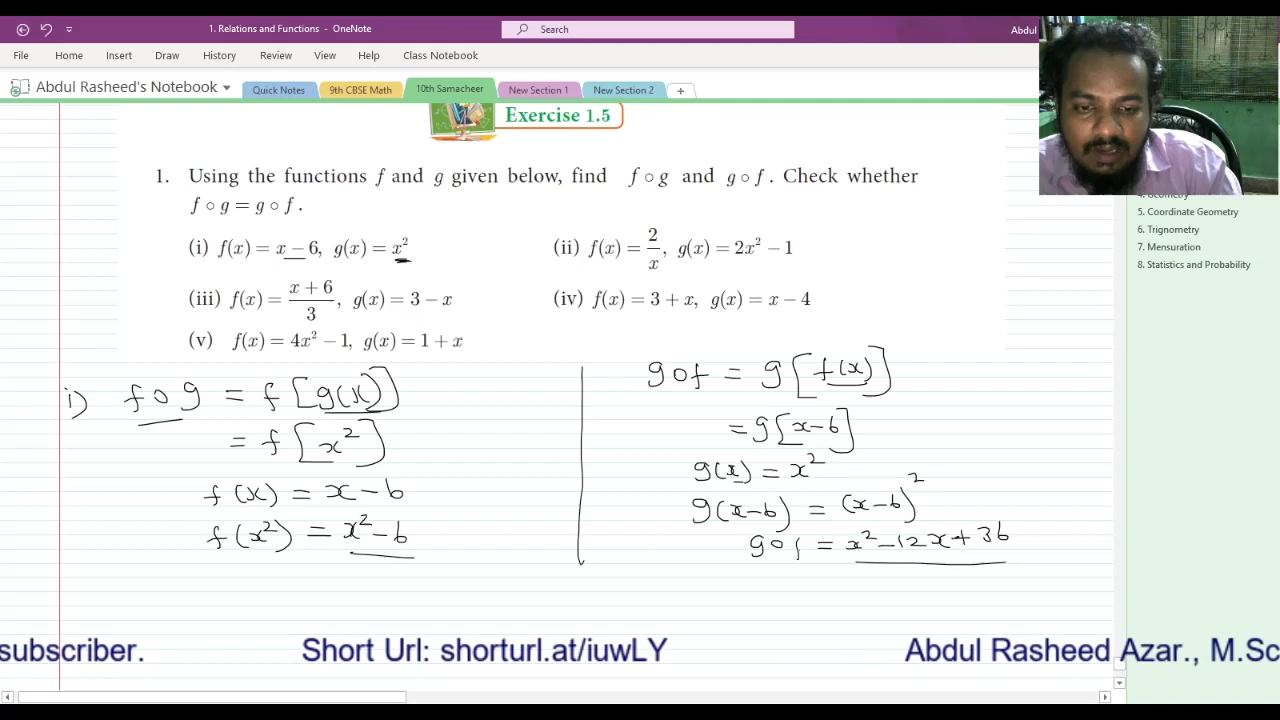 1. Relations and Functions - OneNote
Search
Abdul
File Home Insert Draw History Review View Help Class Notebook
Abdul Rasheed's Notebook Quick Notes 9th CBSE Math 10th Samacheer New Section 1 New Section 2 +
Exercise 1.5
1. Using the functions f and g given below, find f∘g and g∘f. Check whether
f∘g = g∘f.
(i) f(x) = x − 6, g(x) = x² (ii) f(x) = 2/x, g(x) = 2x² − 1
(iii) f(x) = (x + 6)/3, g(x) = 3 − x (iv) f(x) = 3 + x, g(x) = x − 4
(v) f(x) = 4x² − 1, g(x) = 1 + x
i) f o g = f [g(x)]
= f [x²]
f(x) = x − 6
f(x²) = x² − 6
g o f = g [f(x)]
= g [x − 6]
g(x) = x²
g(x − 6) = (x − 6)²
g o f = x² − 12x + 36
5. Coordinate Geometry
6. Trignometry
7. Mensuration
8. Statistics and Probability
subscriber. Short Url: shorturl.at/iuwLY Abdul Rasheed Azar., M.Sc